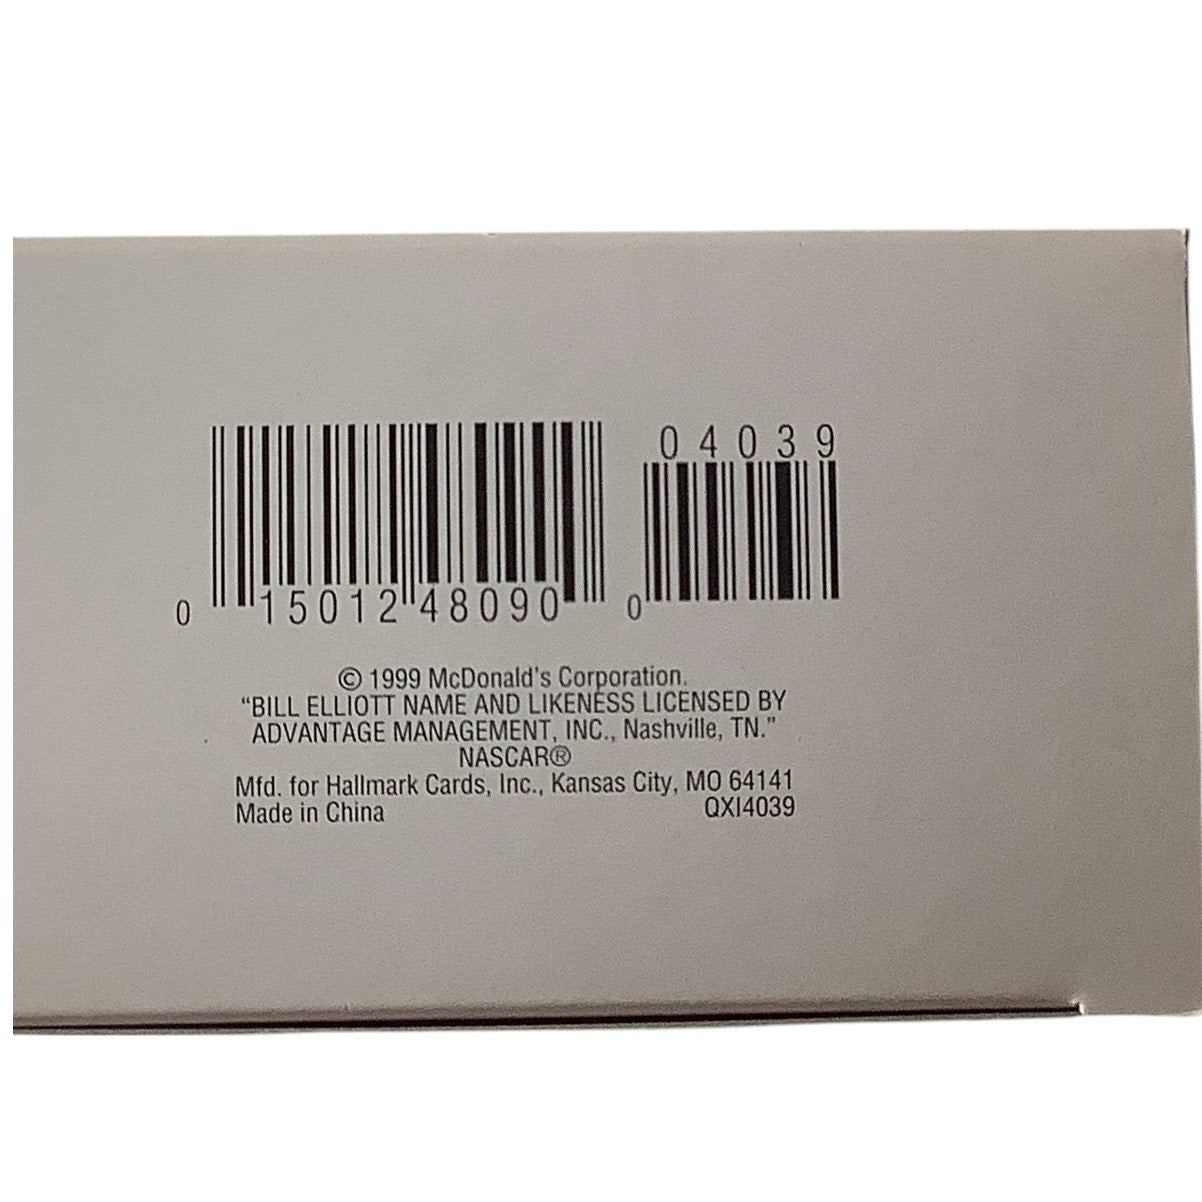 04039
0 15012 48090 0
© 1999 McDonald's Corporation.
"BILL ELLIOTT NAME AND LIKENESS LICENSED BY
ADVANTAGE MANAGEMENT, INC., Nashville, TN."
NASCAR®
Mfd. for Hallmark Cards, Inc., Kansas City, MO 64141
Made in China QXI4039